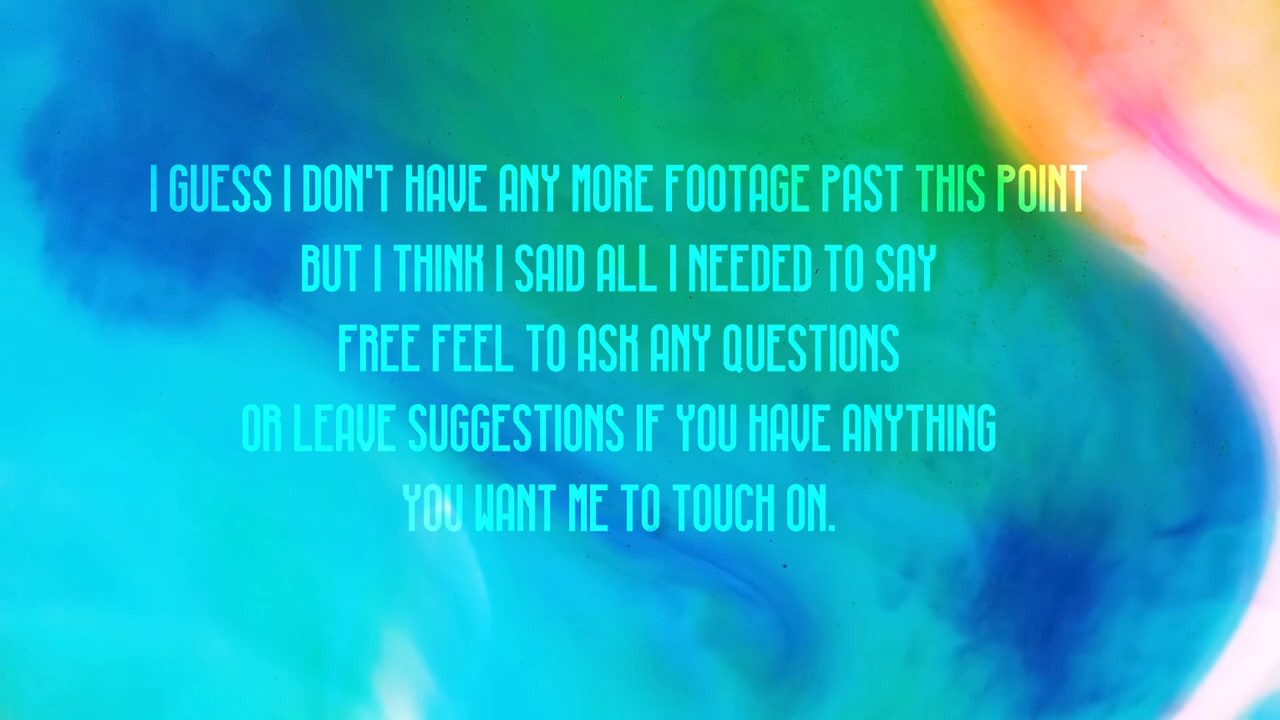 I GUESS I DON'T HAVE ANY MORE FOOTAGE PAST THIS POINT
BUT I THINK I SAID ALL I NEEDED TO SAY
FREE FEEL TO ASK ANY QUESTIONS
OR LEAVE SUGGESTIONS IF YOU HAVE ANYTHING
YOU WANT ME TO TOUCH ON.